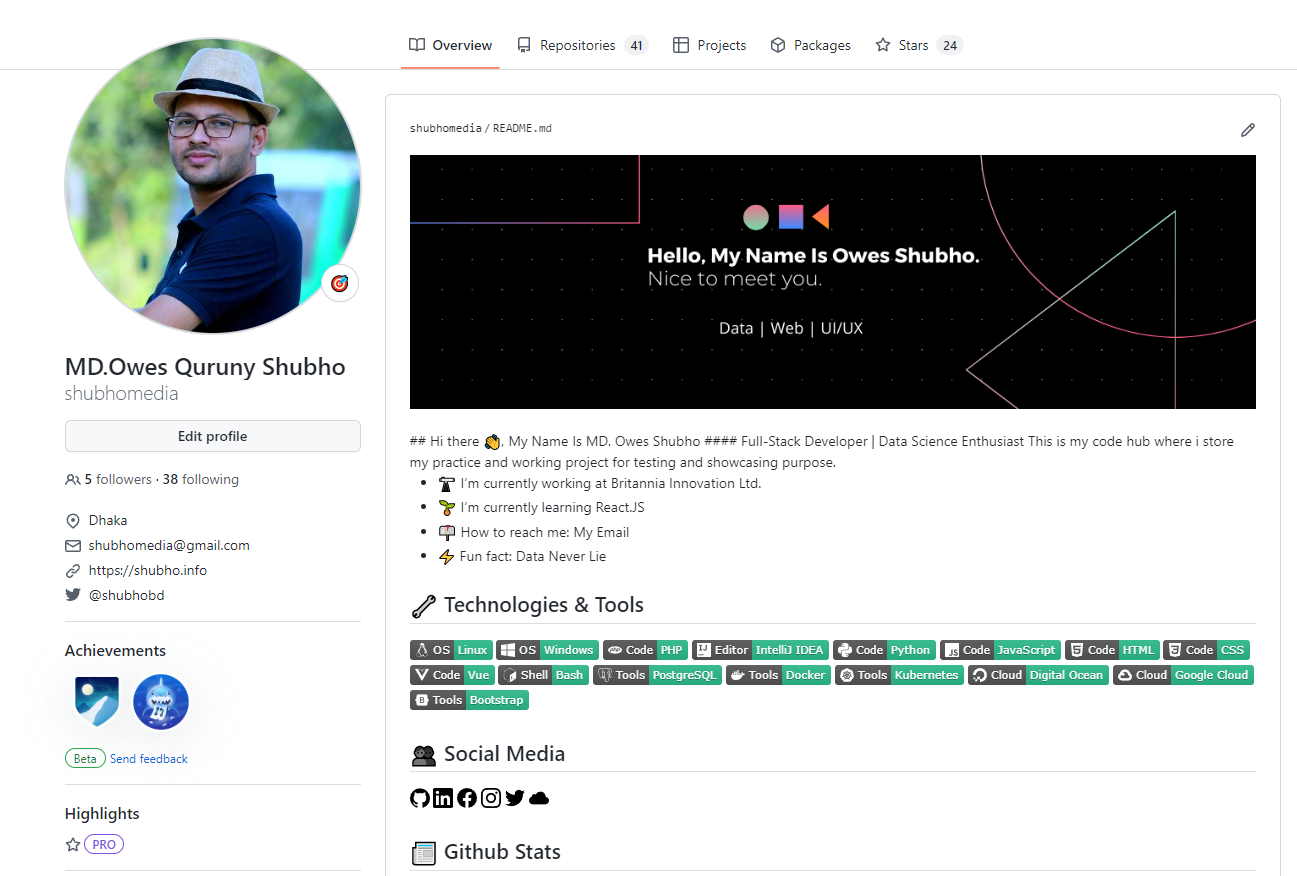 Overview Repositories 41 Projects Packages Stars 24
MD.Owes Quruny Shubho
shubhomedia
Edit profile
5 followers · 38 following
Dhaka
shubhomedia@gmail.com
https://shubho.info
@shubhobd
Achievements
Beta Send feedback
Highlights
PRO
shubhomedia / README.md
Hello, My Name Is Owes Shubho.
Nice to meet you.
Data | Web | UI/UX
## Hi there 👋, My Name Is MD. Owes Shubho #### Full-Stack Developer | Data Science Enthusiast This is my code hub where i store
my practice and working project for testing and showcasing purpose.
I’m currently working at Britannia Innovation Ltd.
I’m currently learning React.JS
How to reach me: My Email
⚡ Fun fact: Data Never Lie
Technologies & Tools
OS Linux OS Windows Code PHP Editor IntelliJ IDEA Code Python Code JavaScript Code HTML Code CSS
Code Vue Shell Bash Tools PostgreSQL Tools Docker Tools Kubernetes Cloud Digital Ocean Cloud Google Cloud
Tools Bootstrap
Social Media
Github Stats